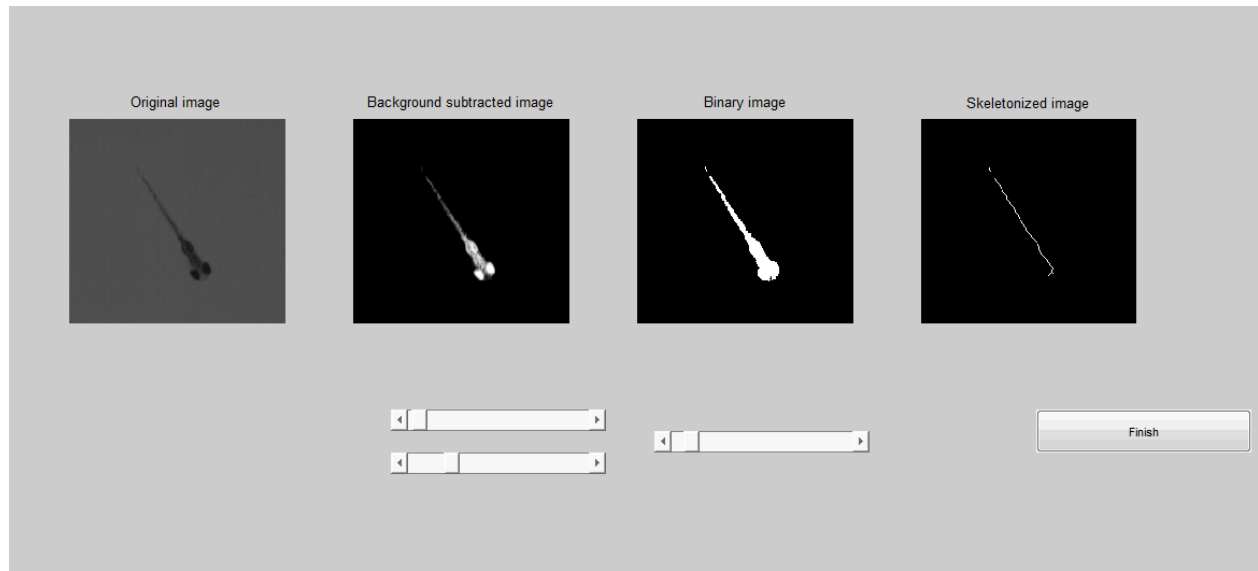 Original image
Background subtracted image
Binary image
Skeletonized image
Finish